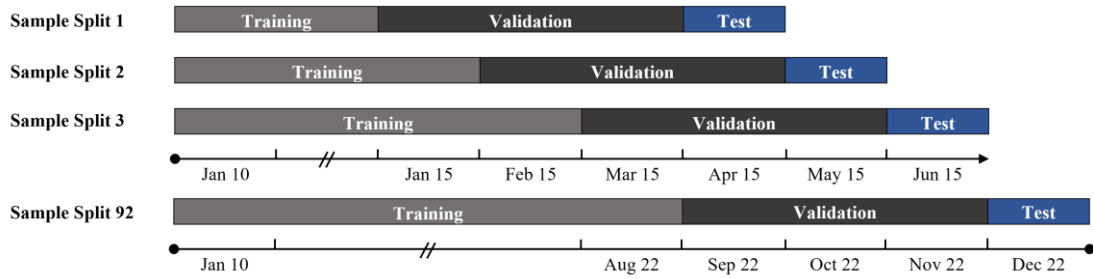 Sample Split 1 Training Validation Test
Sample Split 2 Training Validation Test
Sample Split 3 Training Validation Test
Jan 10 Jan 15 Feb 15 Mar 15 Apr 15 May 15 Jun 15
Sample Split 92 Training Validation Test
Jan 10 Aug 22 Sep 22 Oct 22 Nov 22 Dec 22